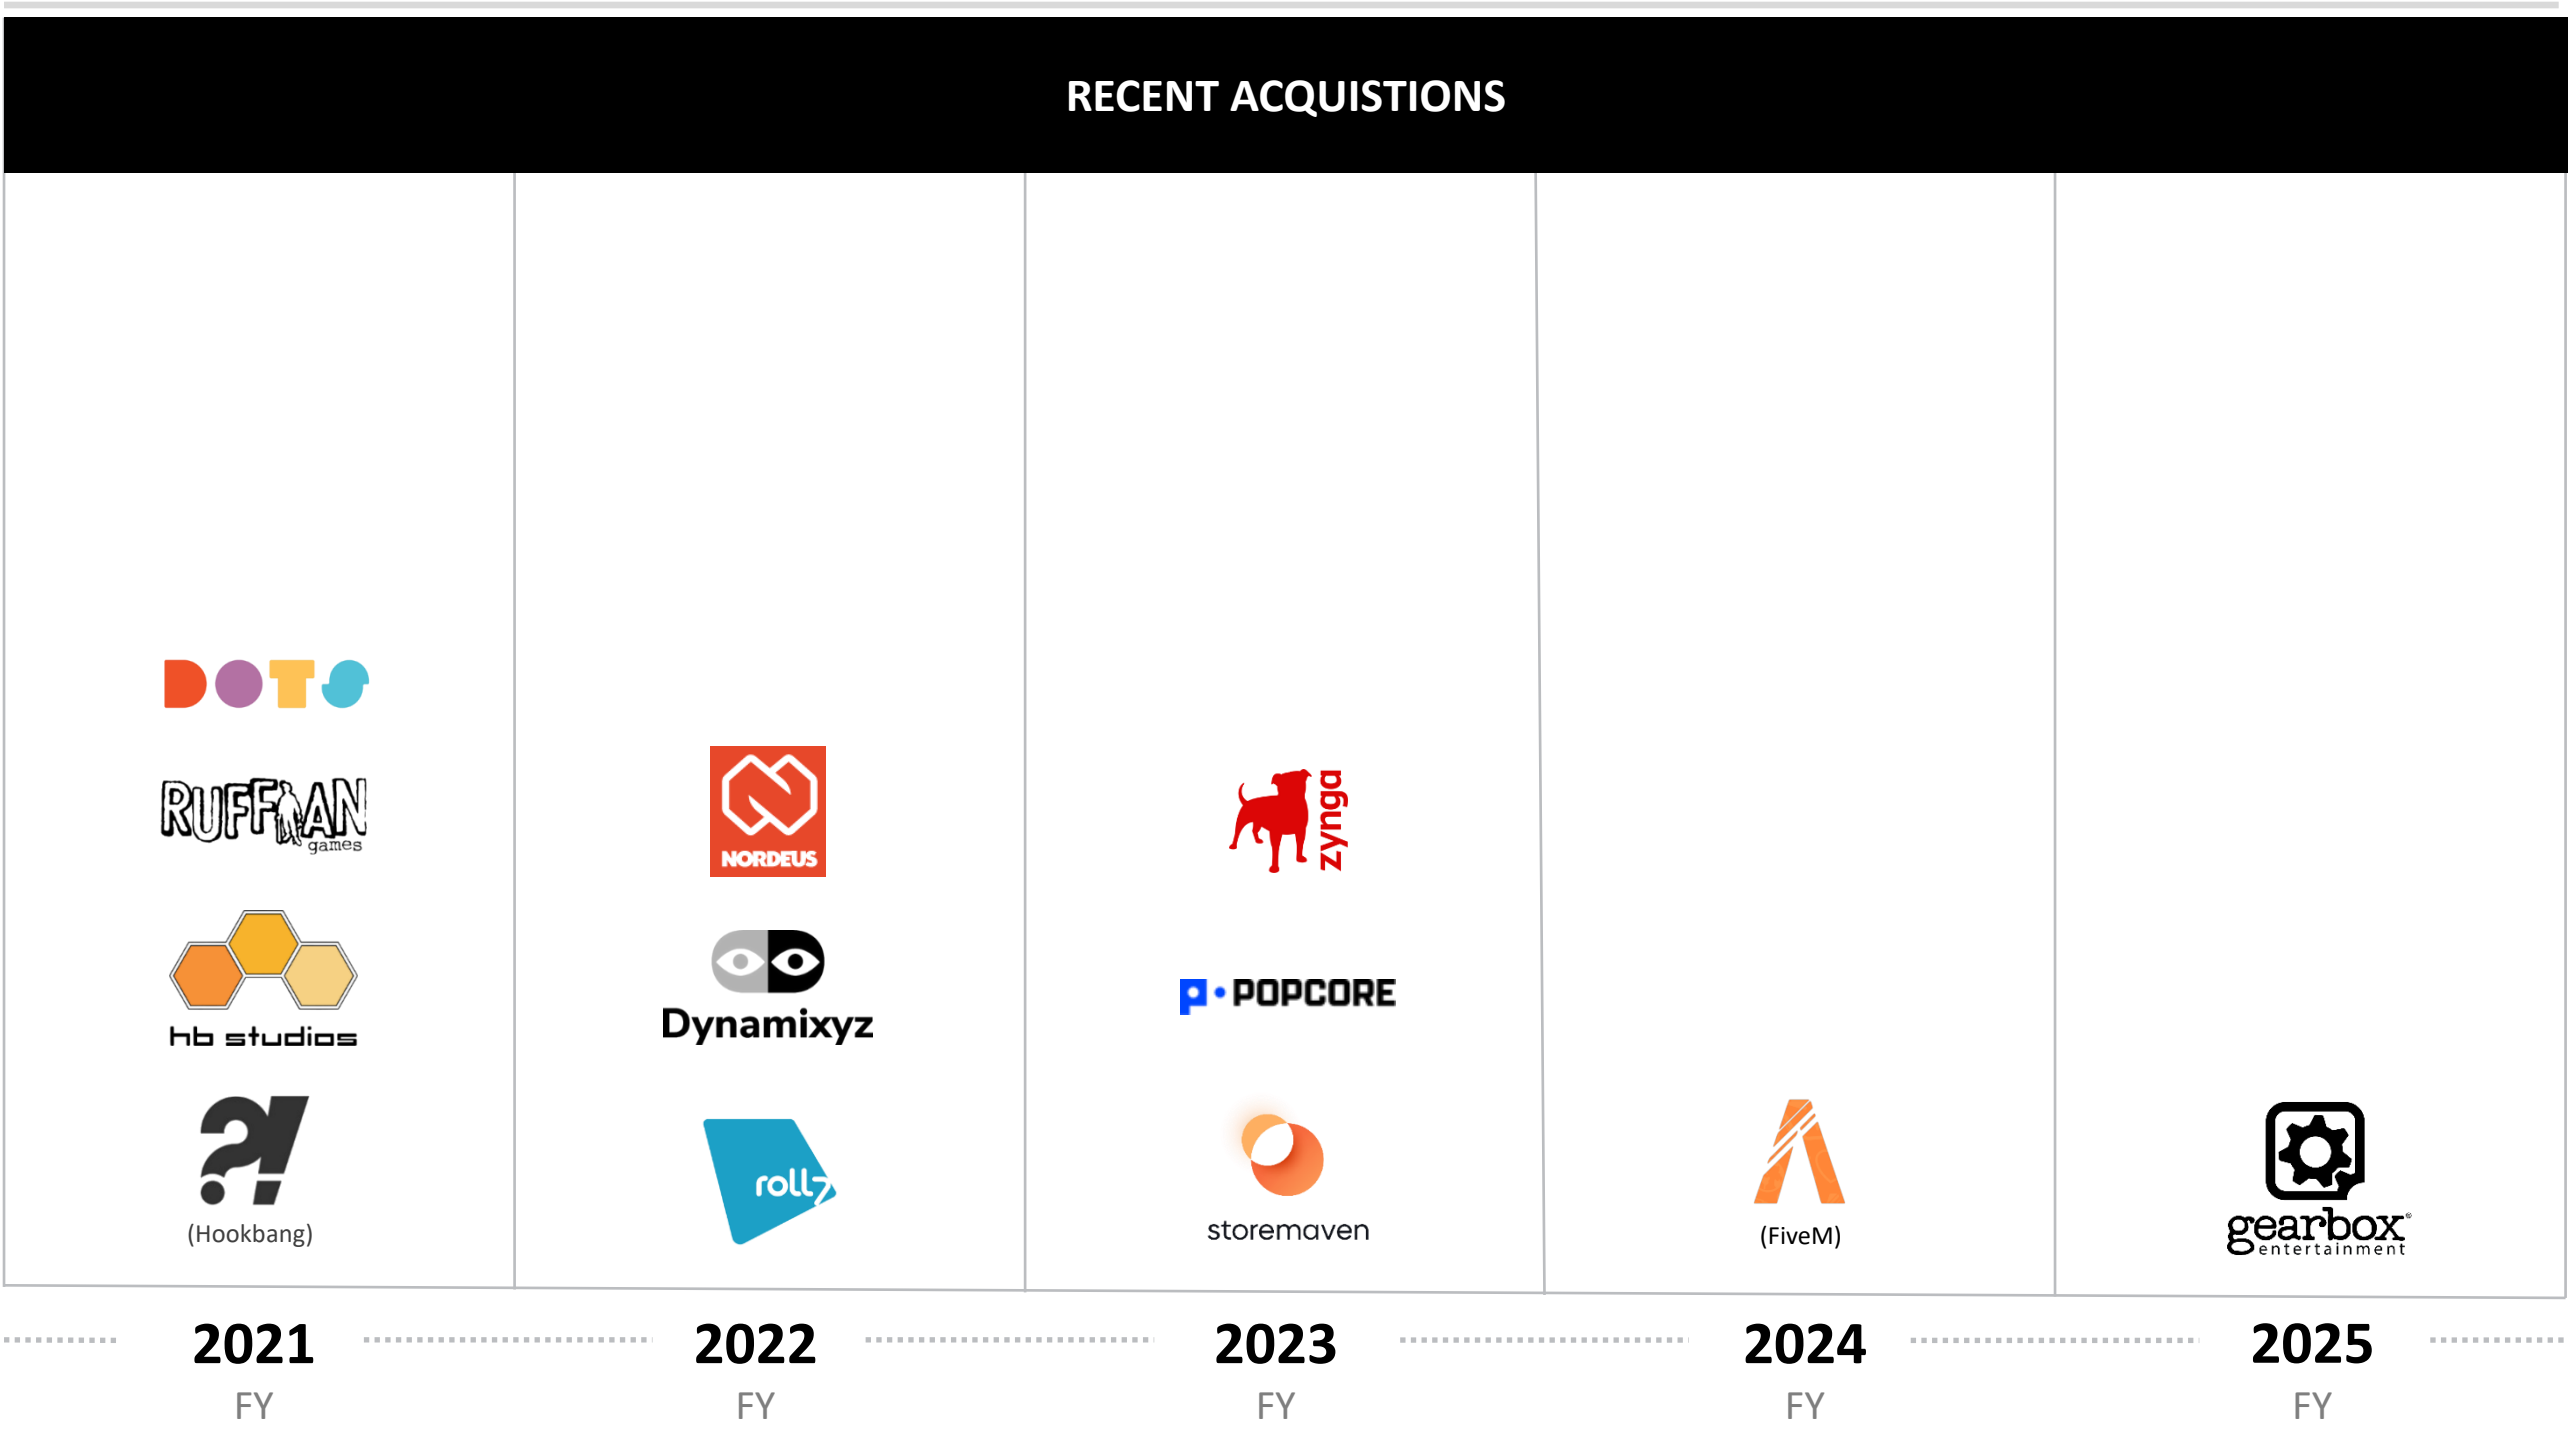 RECENT ACQUISTIONS
DOTS
RUFFIAN
games
hb studios
?!
(Hookbang)
NORDEUS
Dynamixyz
roll7
zynga
POPCORE
storemaven
(FiveM)
gearbox®
entertainment
2021 2022 2023 2024 2025
FY FY FY FY FY